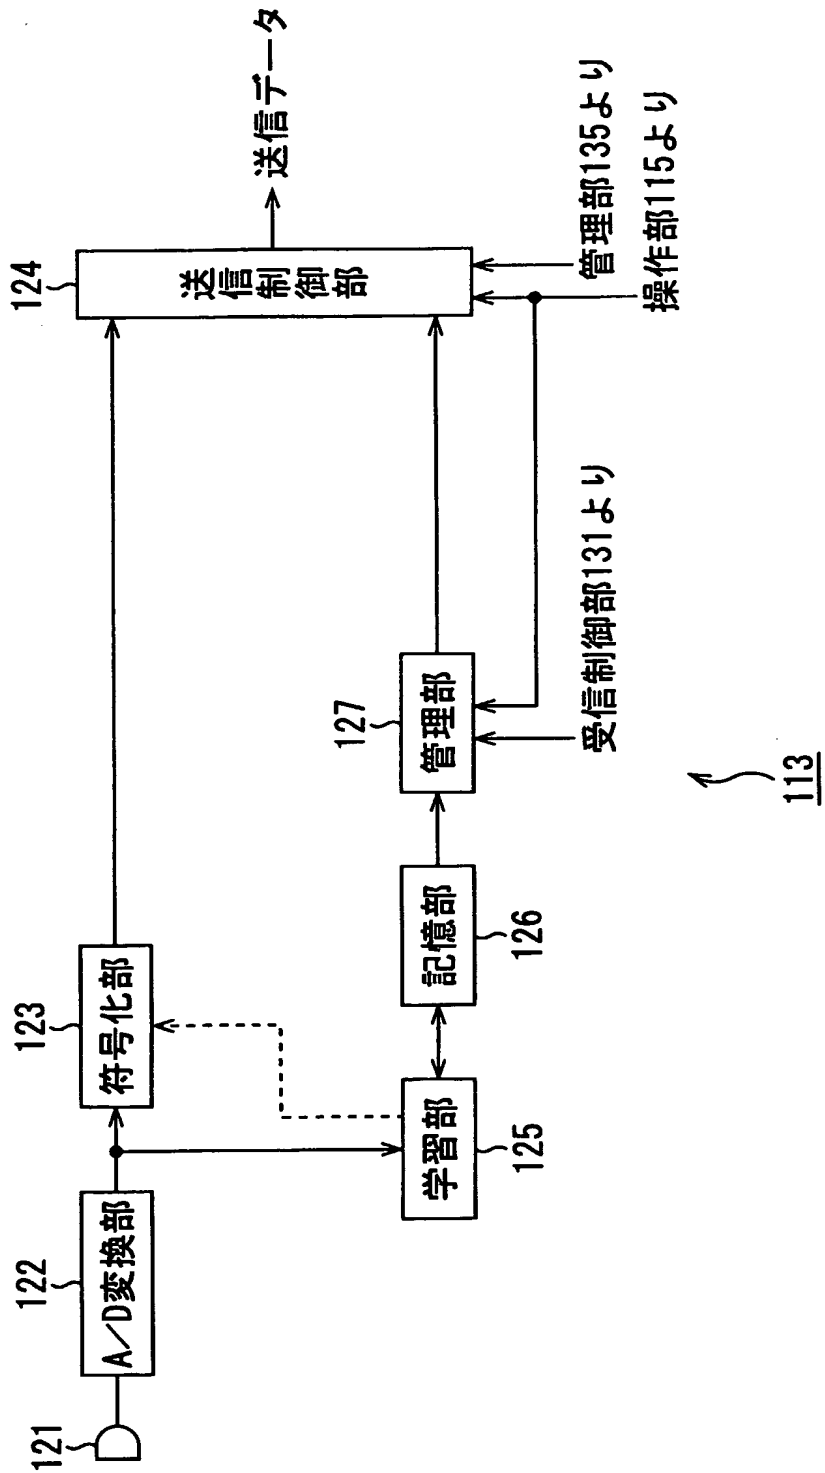 121
122
A/D変換部
123
符号化部
124
送信制御部
送信データ
125
学習部
126
記憶部
127
管理部
受信制御部131より
管理部135より
操作部115より
113